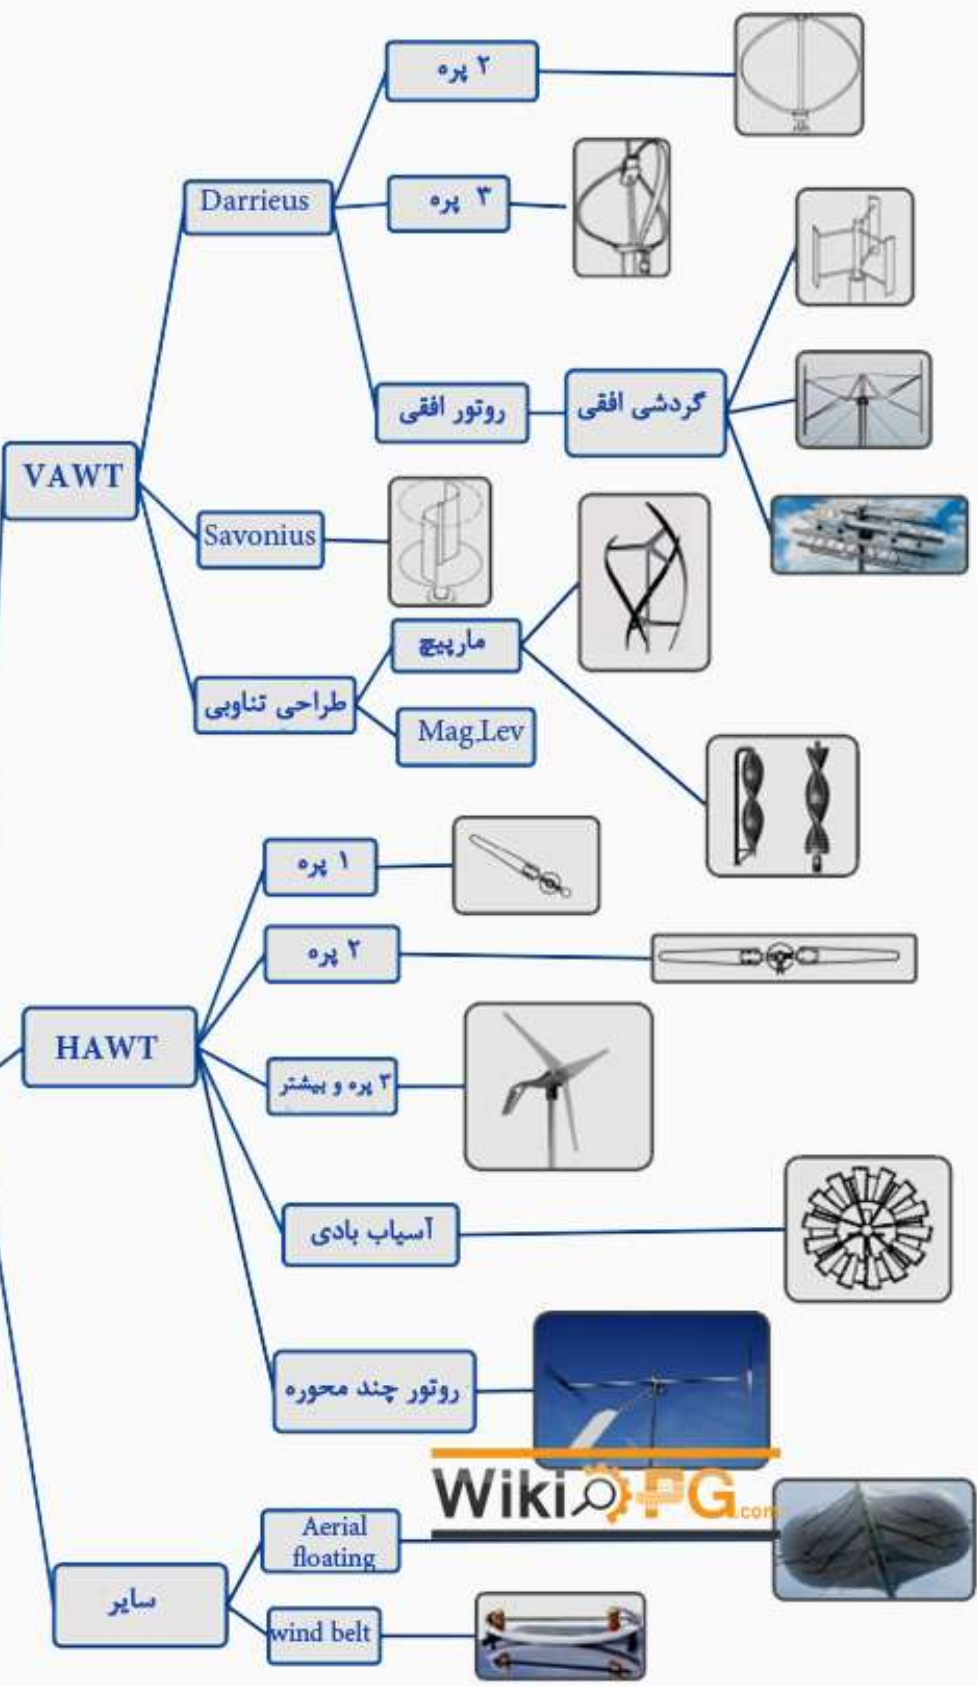 ۲ پره
Darrieus
۳ پره
روتور افقی
گردشی افقی
VAWT
Savonius
مارپیچ
طراحی تناوبی
Mag.Lev
۱ پره
۲ پره
HAWT
۳ پره و بیشتر
آسیاب بادی
روتور چند محوره
WikiPG.com
Aerial
floating
سایر
wind belt